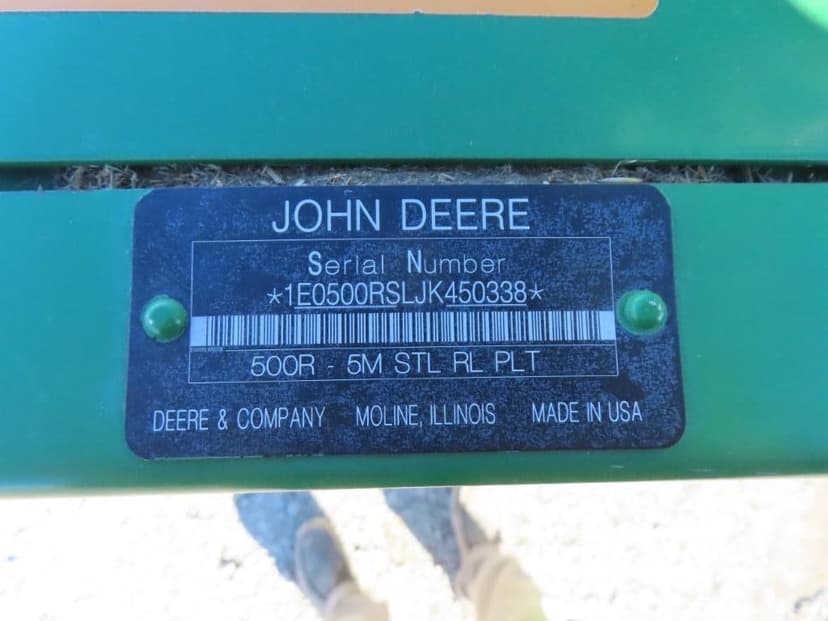 JOHN DEERE
Serial Number
*1E0500RSLJK450338*
500R - 5M STL RL PLT
DEERE & COMPANY MOLINE, ILLINOIS MADE IN USA